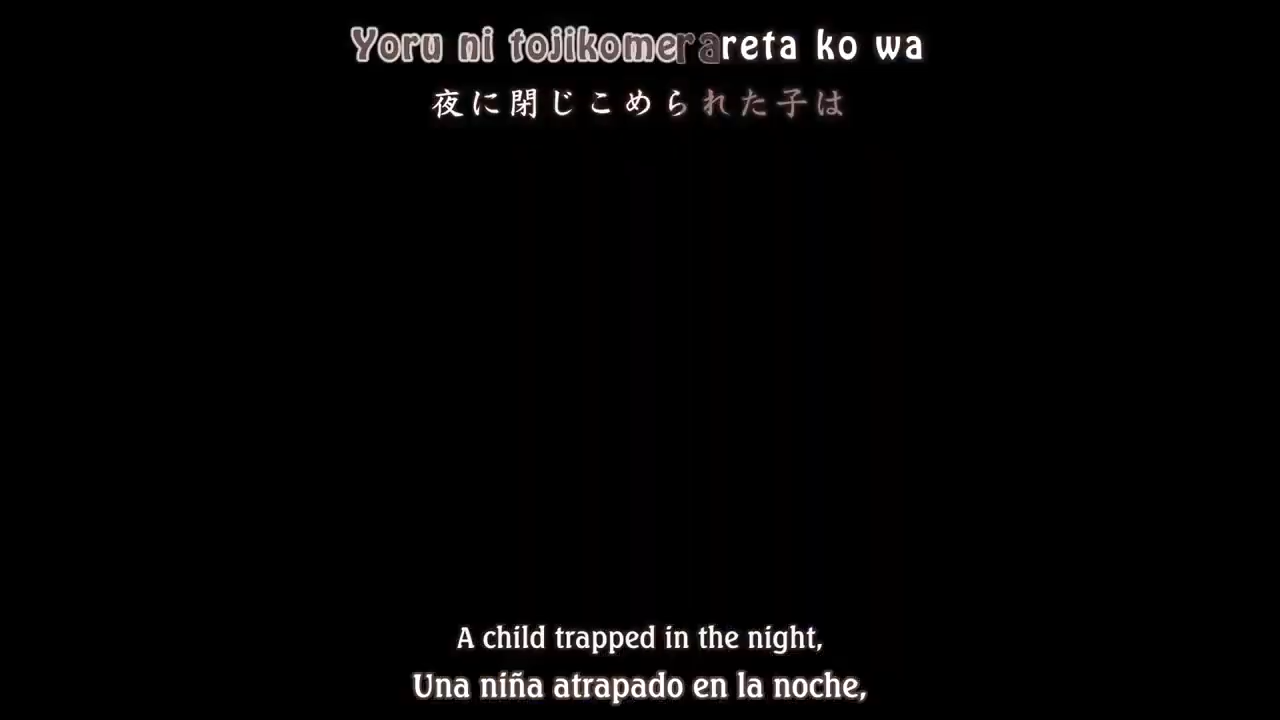 Yoru ni tojikomerareta ko wa
夜に閉じこめられた子は
A child trapped in the night,
Una niña atrapado en la noche,